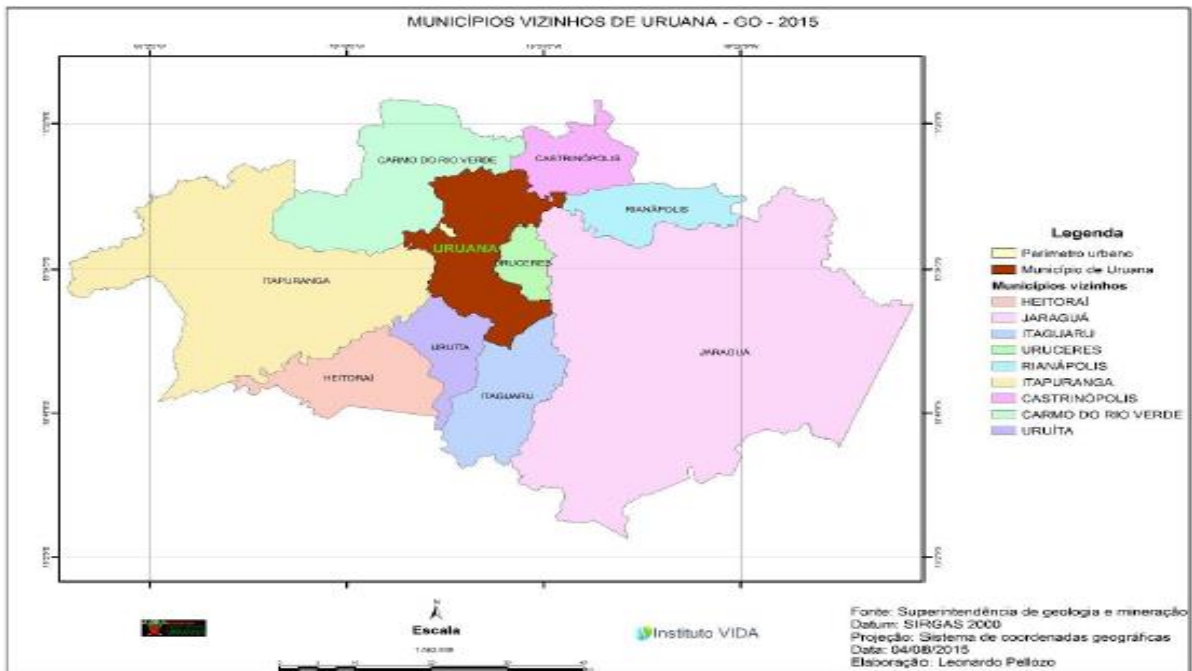 MUNICÍPIOS VIZINHOS DE URUANA - GO - 2015
CARMO DO RIO VERDE
CASTRINÓPOLIS
RIANÁPOLIS
URUANA
URUCERES
ITAPURANGA
JARAGUÁ
URUITA
HEITORAÍ
ITAGUARU
Legenda
Perímetro urbano
Município de Uruana
Municípios vizinhos
HEITORAÍ
JARAGUÁ
ITAGUARU
URUCERES
RIANÁPOLIS
ITAPURANGA
CASTRINÓPOLIS
CARMO DO RIO VERDE
URUÍTA
N
Escala
Instituto VIDA
Fonte: Superintendência de geologia e mineração
Datum: SIRGAS 2000
Projeção: Sistema de coordenadas geográficas
Data: 04/08/2015
Elaboração: Leonardo Pellozo